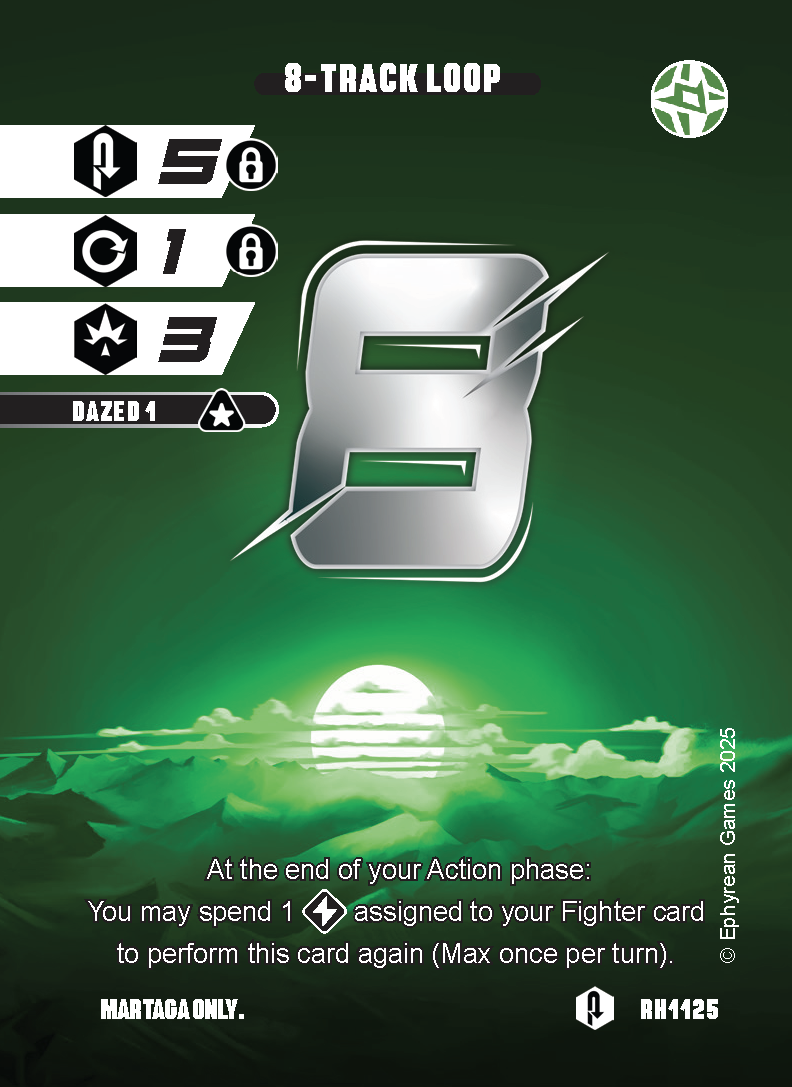 8-TRACK LOOP
5
1
3
DAZED 1
8
At the end of your Action phase:
You may spend 1 assigned to your Fighter card
to perform this card again (Max once per turn).
MARTAGA ONLY.
RH1125
© Ephyrean Games 2025